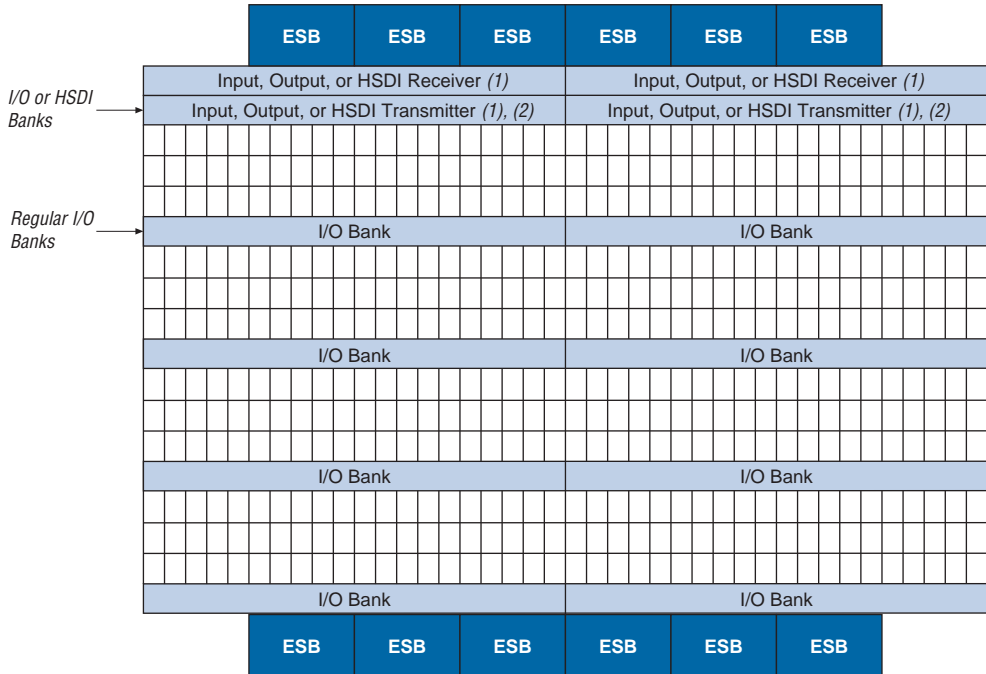 ESB ESB ESB ESB ESB ESB
Input, Output, or HSDI Receiver (1) Input, Output, or HSDI Receiver (1)
I/O or HSDI
Banks
Input, Output, or HSDI Transmitter (1), (2) Input, Output, or HSDI Transmitter (1), (2)
Regular I/O
Banks
I/O Bank I/O Bank
I/O Bank I/O Bank
I/O Bank I/O Bank
I/O Bank I/O Bank
ESB ESB ESB ESB ESB ESB